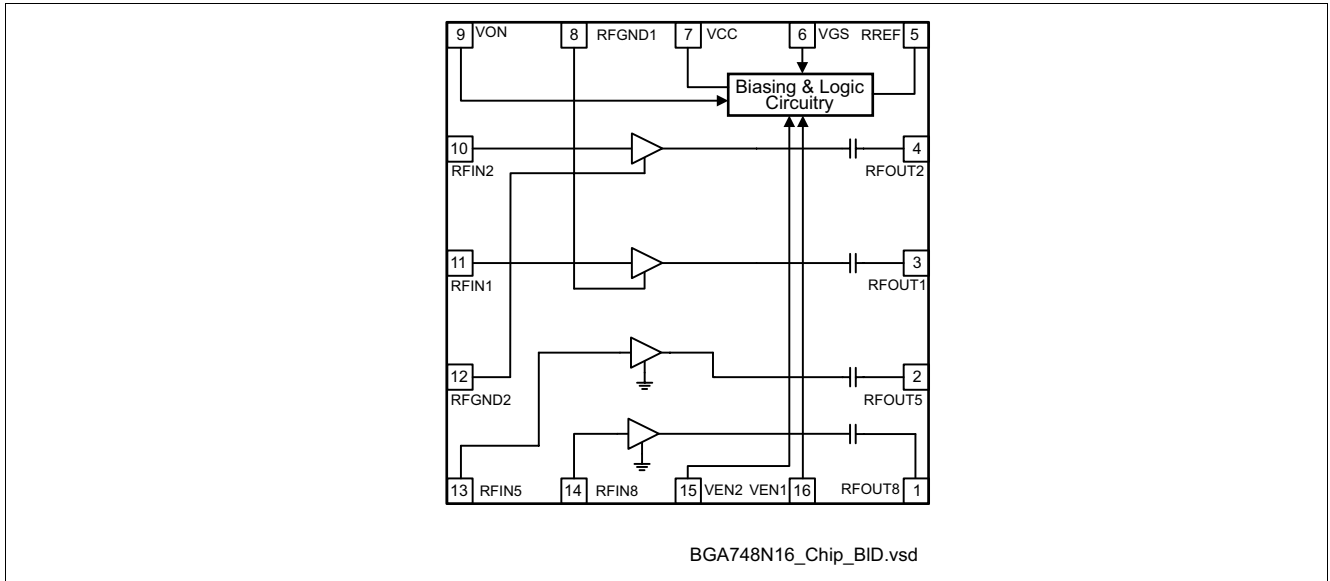 9 VON 8 RFGND1 7 VCC 6 VGS RREF 5
Biasing & Logic
Circuitry
10 4
RFIN2 RFOUT2
11 3
RFIN1 RFOUT1
12 2
RFGND2 RFOUT5
13 RFIN5 14 RFIN8 15 VEN2 VEN1 16 RFOUT8 1
BGA748N16_Chip_BID.vsd